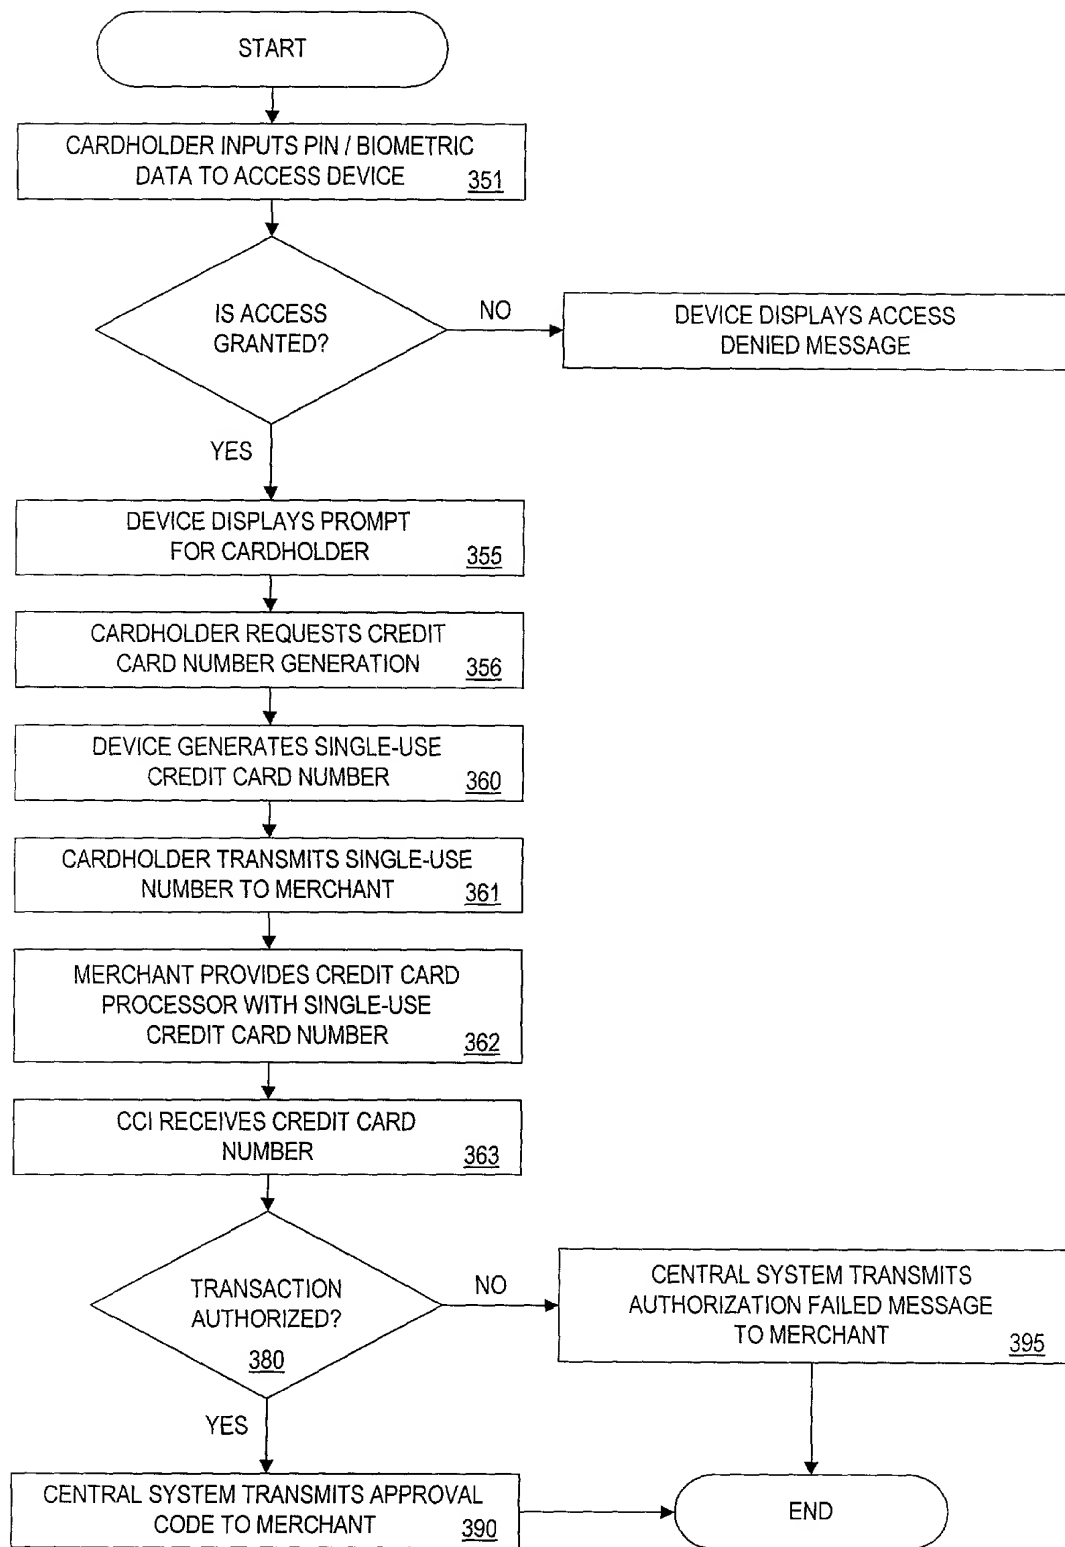 START
CARDHOLDER INPUTS PIN / BIOMETRIC
DATA TO ACCESS DEVICE 351
IS ACCESS
GRANTED?
NO
DEVICE DISPLAYS ACCESS
DENIED MESSAGE
YES
DEVICE DISPLAYS PROMPT
FOR CARDHOLDER 355
CARDHOLDER REQUESTS CREDIT
CARD NUMBER GENERATION 356
DEVICE GENERATES SINGLE-USE
CREDIT CARD NUMBER 360
CARDHOLDER TRANSMITS SINGLE-USE
NUMBER TO MERCHANT 361
MERCHANT PROVIDES CREDIT CARD
PROCESSOR WITH SINGLE-USE
CREDIT CARD NUMBER 362
CCI RECEIVES CREDIT CARD
NUMBER 363
TRANSACTION
AUTHORIZED?
380
NO
CENTRAL SYSTEM TRANSMITS
AUTHORIZATION FAILED MESSAGE
TO MERCHANT 395
YES
CENTRAL SYSTEM TRANSMITS APPROVAL
CODE TO MERCHANT 390
END